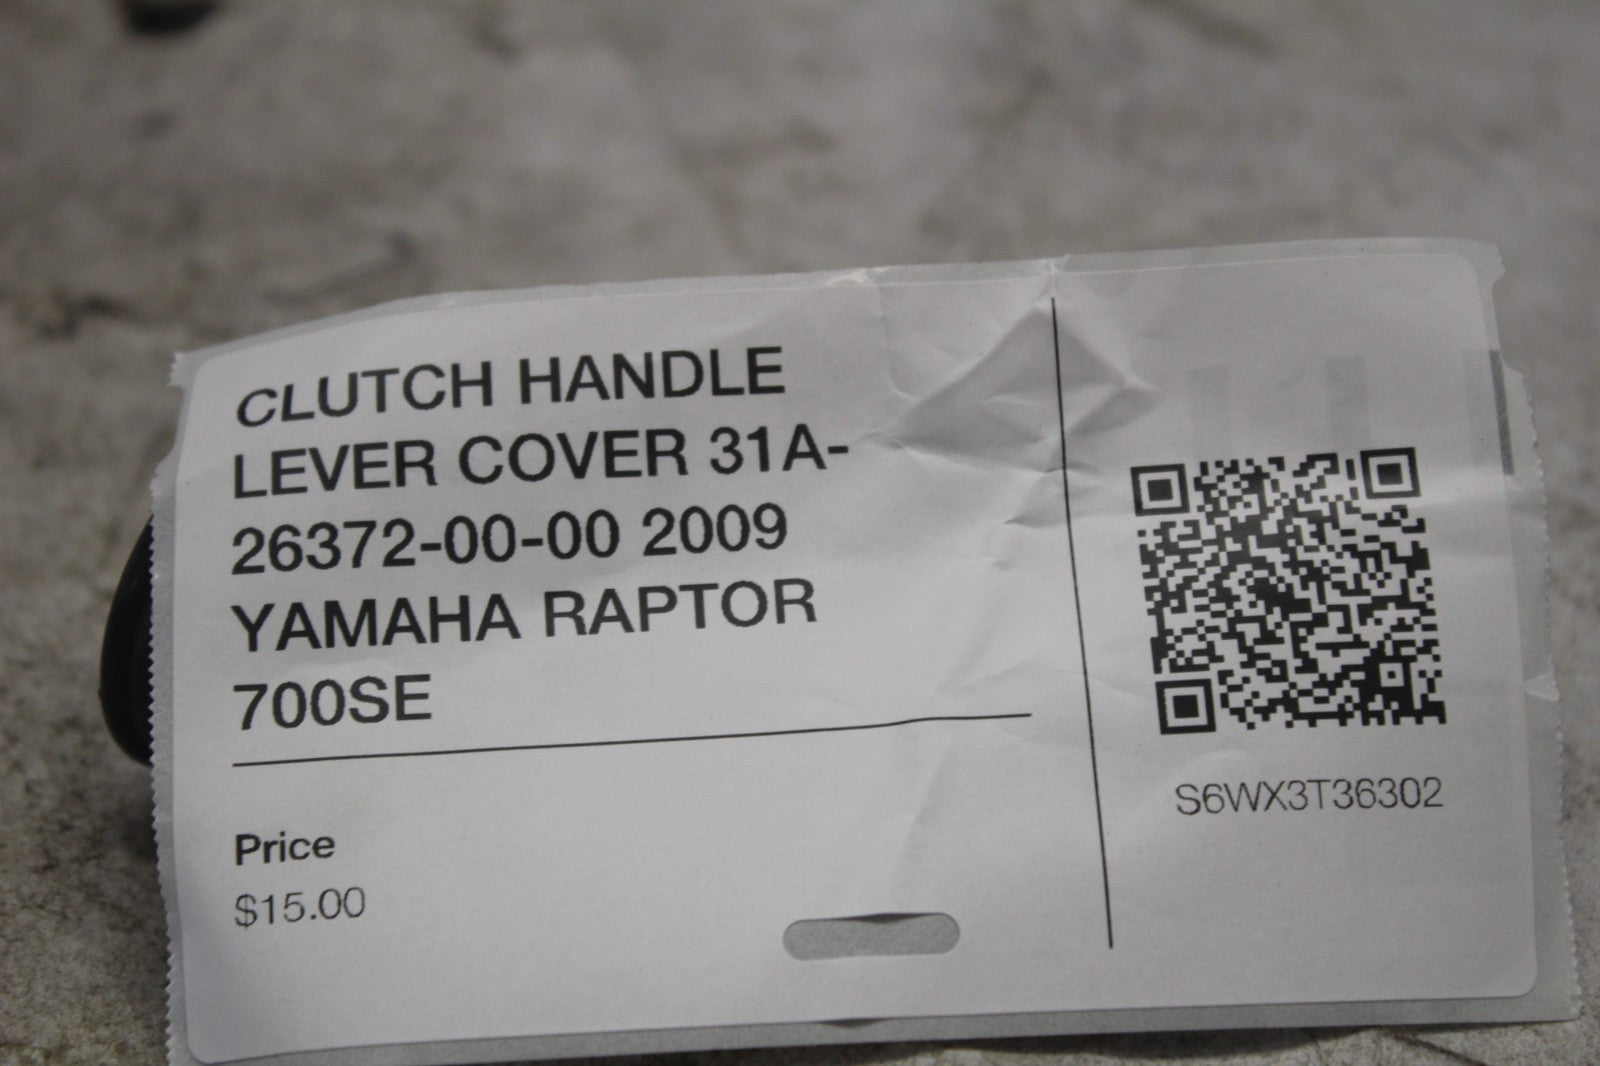 CLUTCH HANDLE
LEVER COVER 31A-
26372-00-00 2009
YAMAHA RAPTOR
700SE
Price
$15.00
S6WX3T36302